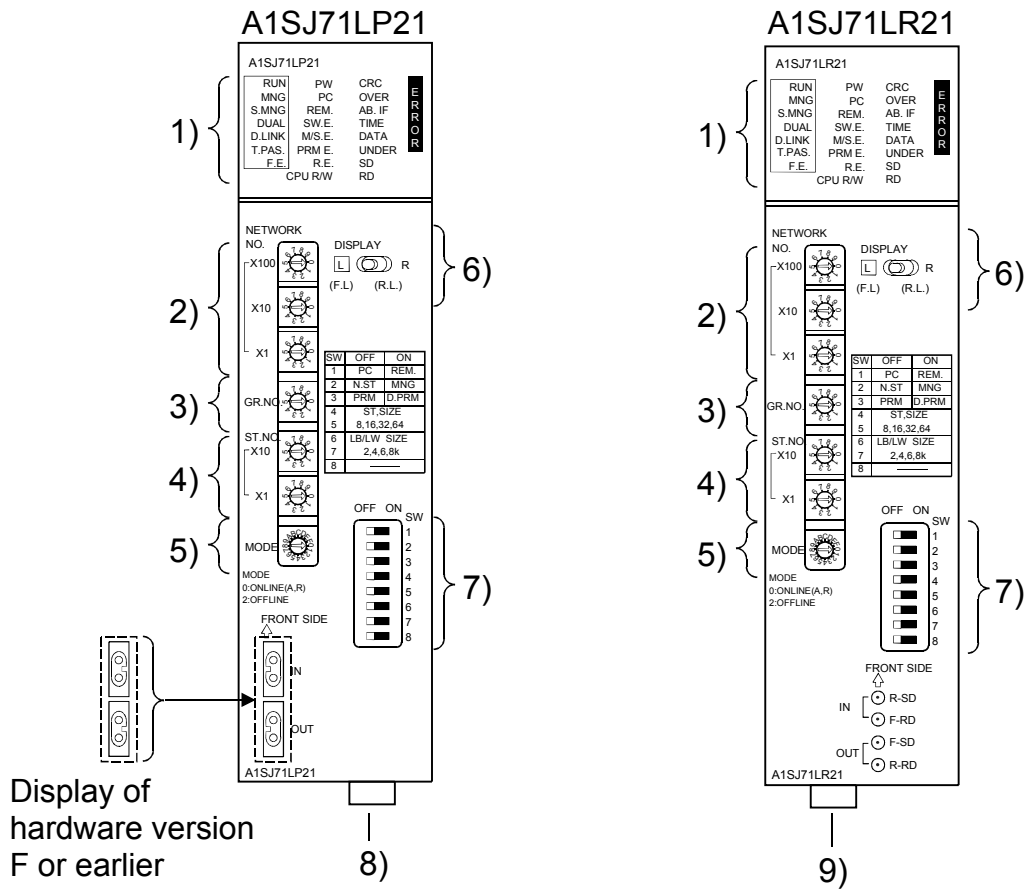 A1SJ71LP21
A1SJ71LP21
RUN PW CRC
MNG PC OVER
S.MNG REM. AB. IF
DUAL SW.E. TIME
D.LINK M/S.E. DATA
T.PAS. PRM E. UNDER
F.E. R.E. SD
CPU R/W RD
ERROR
1)
NETWORK
NO.
X100
X10
X1
2)
DISPLAY
L R
(F.L) (R.L.)
6)
GR.NO.
3)
ST.NO.
X10
X1
4)
MODE
5)
MODE
0:ONLINE(A,R)
2:OFFLINE
SW OFF ON
1 PC REM.
2 N.ST MNG
3 PRM D.PRM
4 ST,SIZE
5 8,16,32,64
6 LB/LW SIZE
7 2,4,6,8k
8
OFF ON
SW
1
2
3
4
5
6
7
8
7)
FRONT SIDE
IN
OUT
A1SJ71LP21
Display of
hardware version
F or earlier
8)
A1SJ71LR21
A1SJ71LR21
RUN PW CRC
MNG PC OVER
S.MNG REM. AB. IF
DUAL SW.E. TIME
D.LINK M/S.E. DATA
T.PAS. PRM E. UNDER
F.E. R.E. SD
CPU R/W RD
ERROR
1)
NETWORK
NO.
X100
X10
X1
2)
DISPLAY
L R
(F.L) (R.L.)
6)
GR.NO.
3)
ST.NO.
X10
X1
4)
MODE
5)
MODE
0:ONLINE(A,R)
2:OFFLINE
SW OFF ON
1 PC REM.
2 N.ST MNG
3 PRM D.PRM
4 ST,SIZE
5 8,16,32,64
6 LB/LW SIZE
7 2,4,6,8k
8
OFF ON
SW
1
2
3
4
5
6
7
8
7)
FRONT SIDE
IN
R-SD
F-RD
OUT
F-SD
R-RD
A1SJ71LR21
9)